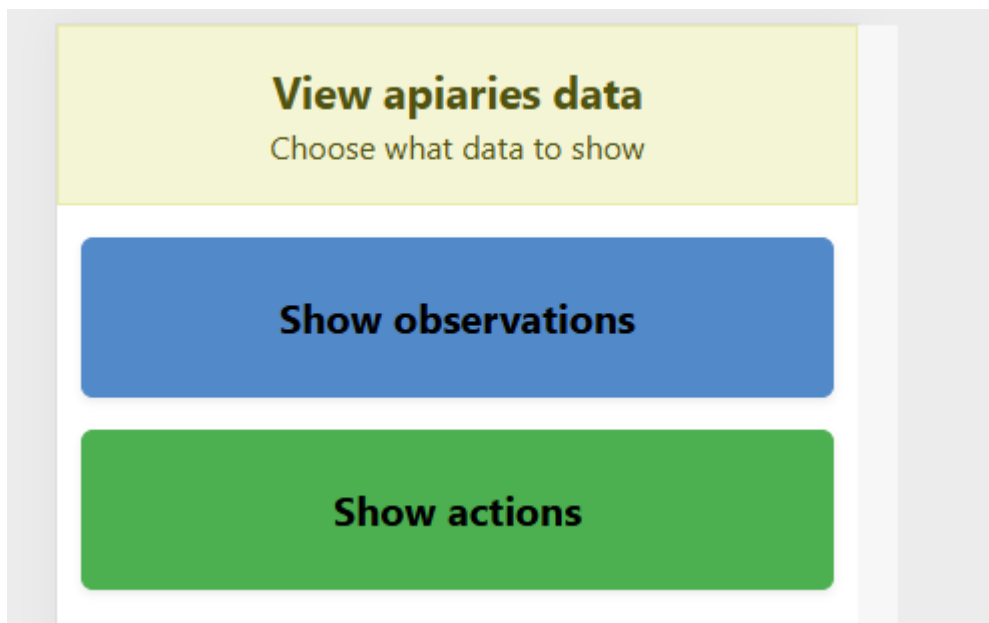 View apiaries data
Choose what data to show
Show observations
Show actions